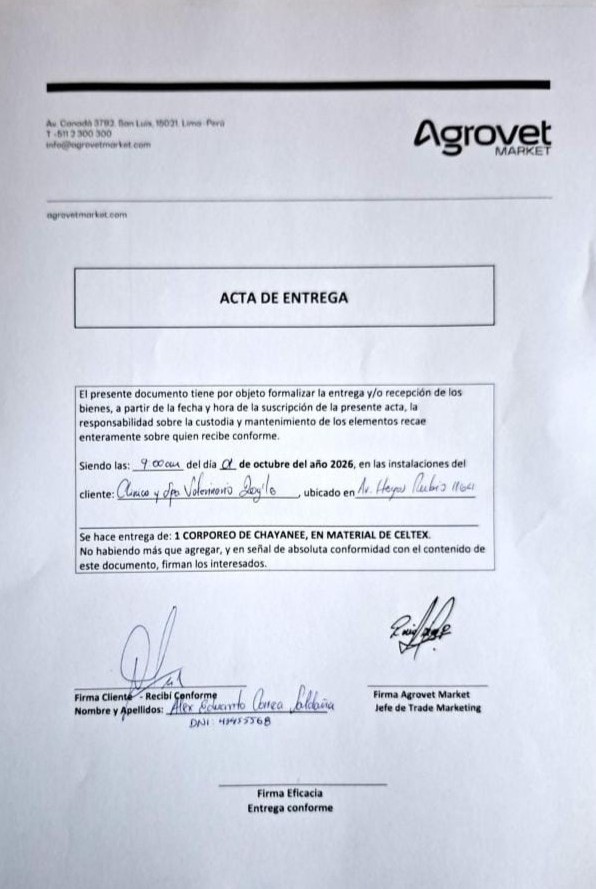 Av. Canadá 3792, San Luis, 15021, Lima - Perú
T +511 2 300 300
info@agrovetmarket.com
Agrovet
MARKET
agrovetmarket.com
ACTA DE ENTREGA
El presente documento tiene por objeto formalizar la entrega y/o recepción de los
bienes, a partir de la fecha y hora de la suscripción de la presente acta, la
responsabilidad sobre la custodia y mantenimiento de los elementos recae
enteramente sobre quien recibe conforme.
Siendo las: 9:00am del día 01 de octubre del año 2026, en las instalaciones del
cliente: Clinica y Spa Veterinario, ubicado en Av. Heyas Rubio
Se hace entrega de: 1 CORPOREO DE CHAYANEE, EN MATERIAL DE CELTEX.
No habiendo más que agregar, y en señal de absoluta conformidad con el contenido de
este documento, firman los interesados.
Firma Cliente - Recibí Conforme
Nombre y Apellidos: Alex Eduardo Correa Saldaña
DNI:
Firma Agrovet Market
Jefe de Trade Marketing
Firma Eficacia
Entrega conforme